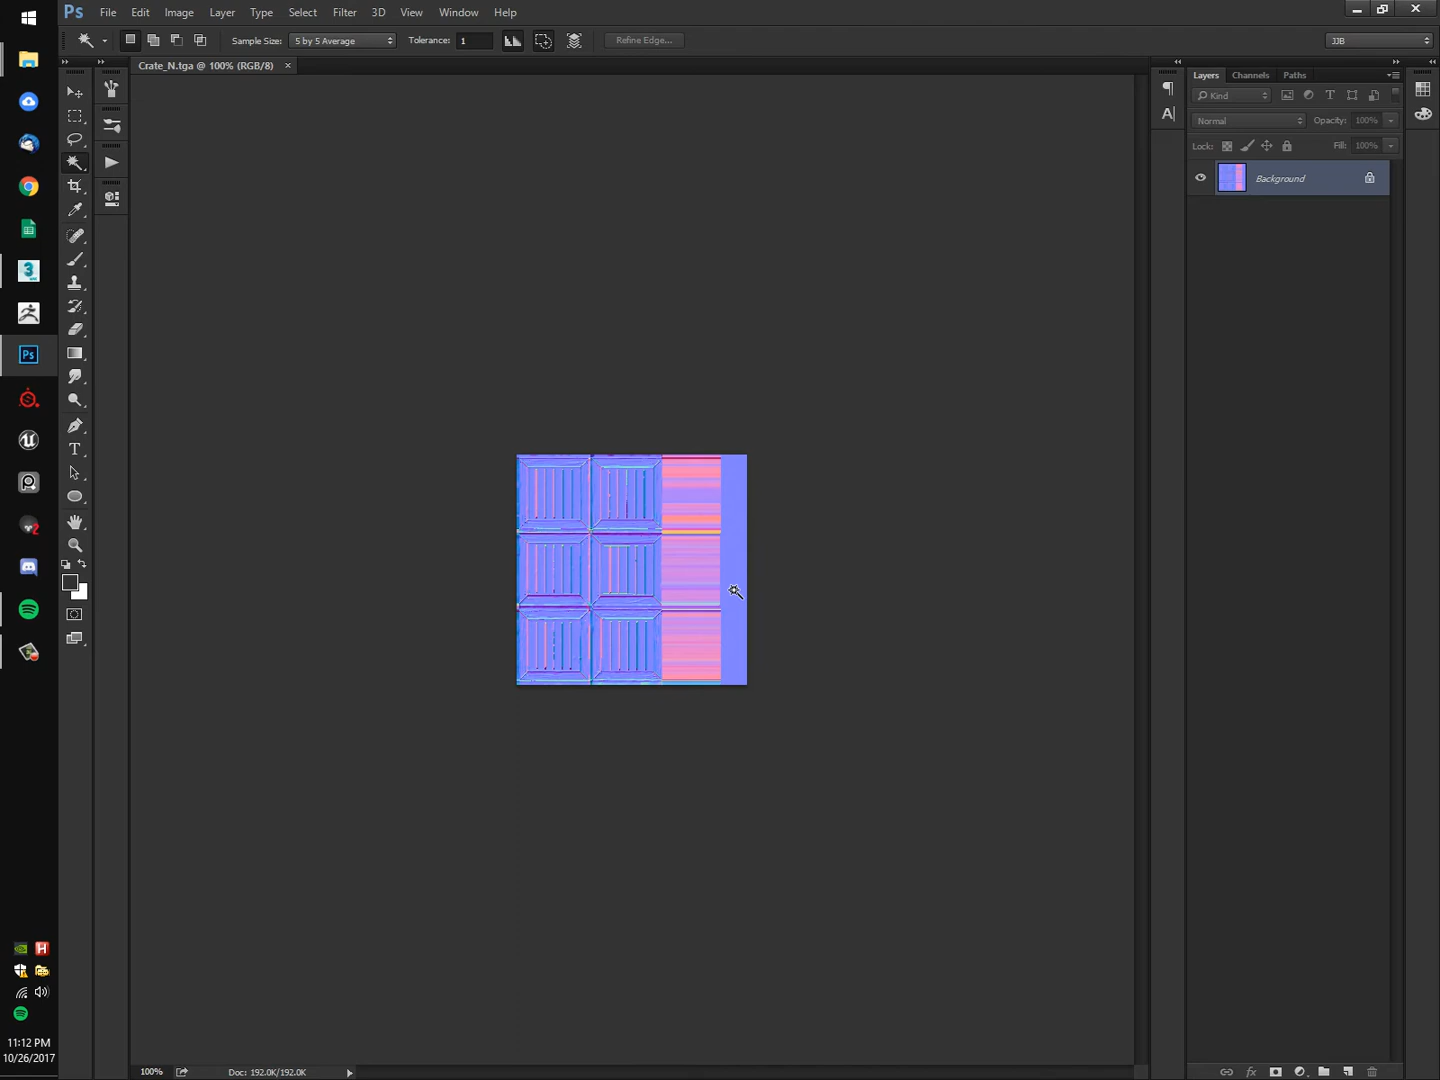 Ps File Edit Image Layer Type Select Filter 3D View Window Help
Sample Size: 5 by 5 Average Tolerance: 1 Refine Edge... JJB
Crate_N.tga @ 100% (RGB/8)
Layers Channels Paths
Kind
Normal Opacity: 100%
Lock: Fill: 100%
Background
Ps
11:12 PM
10/26/2017
100% Doc: 192.0K/192.0K